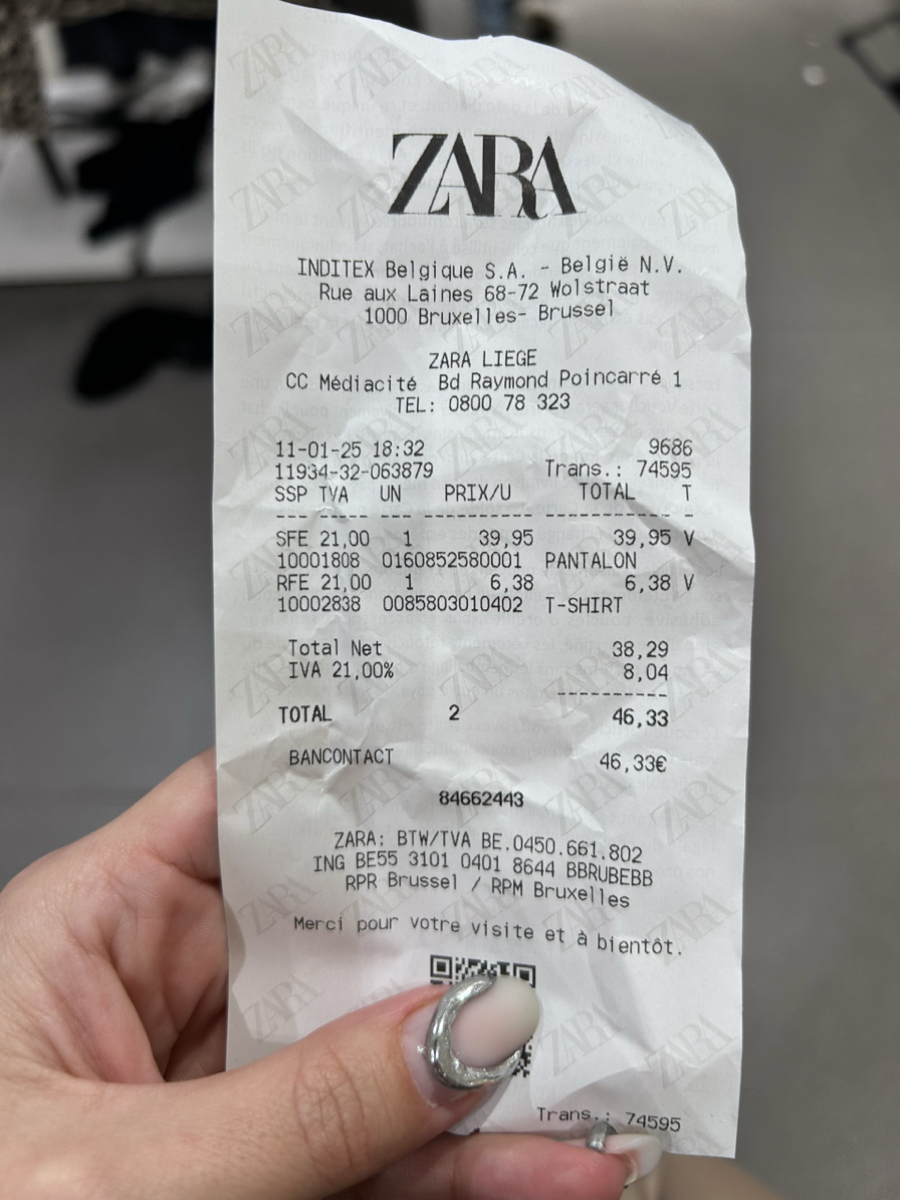 ZARA
INDITEX Belgique S.A. - België N.V.
Rue aux Laines 68-72 Wolstraat
1000 Bruxelles- Brussel
ZARA LIEGE
CC Médiacité Bd Raymond Poincarré 1
TEL: 0800 78 323
11-01-25 18:32 9686
11934-32-063879 Trans.: 74595
SSP TVA UN PRIX/U TOTAL T
--- ----- --- ---------- ----------- -
SFE 21,00 1 39,95 39,95 V
10001808 0160852580001 PANTALON
RFE 21,00 1 6,38 6,38 V
10002838 0085803010402 T-SHIRT
Total Net 38,29
IVA 21,00% 8,04
----------
TOTAL 2 46,33
BANCONTACT 46,33€
84662443
ZARA: BTW/TVA BE.0450.661.802
ING BE55 3101 0401 8644 BBRUBEBB
RPR Brussel / RPM Bruxelles
Merci pour votre visite et à bientôt.
Trans.: 74595